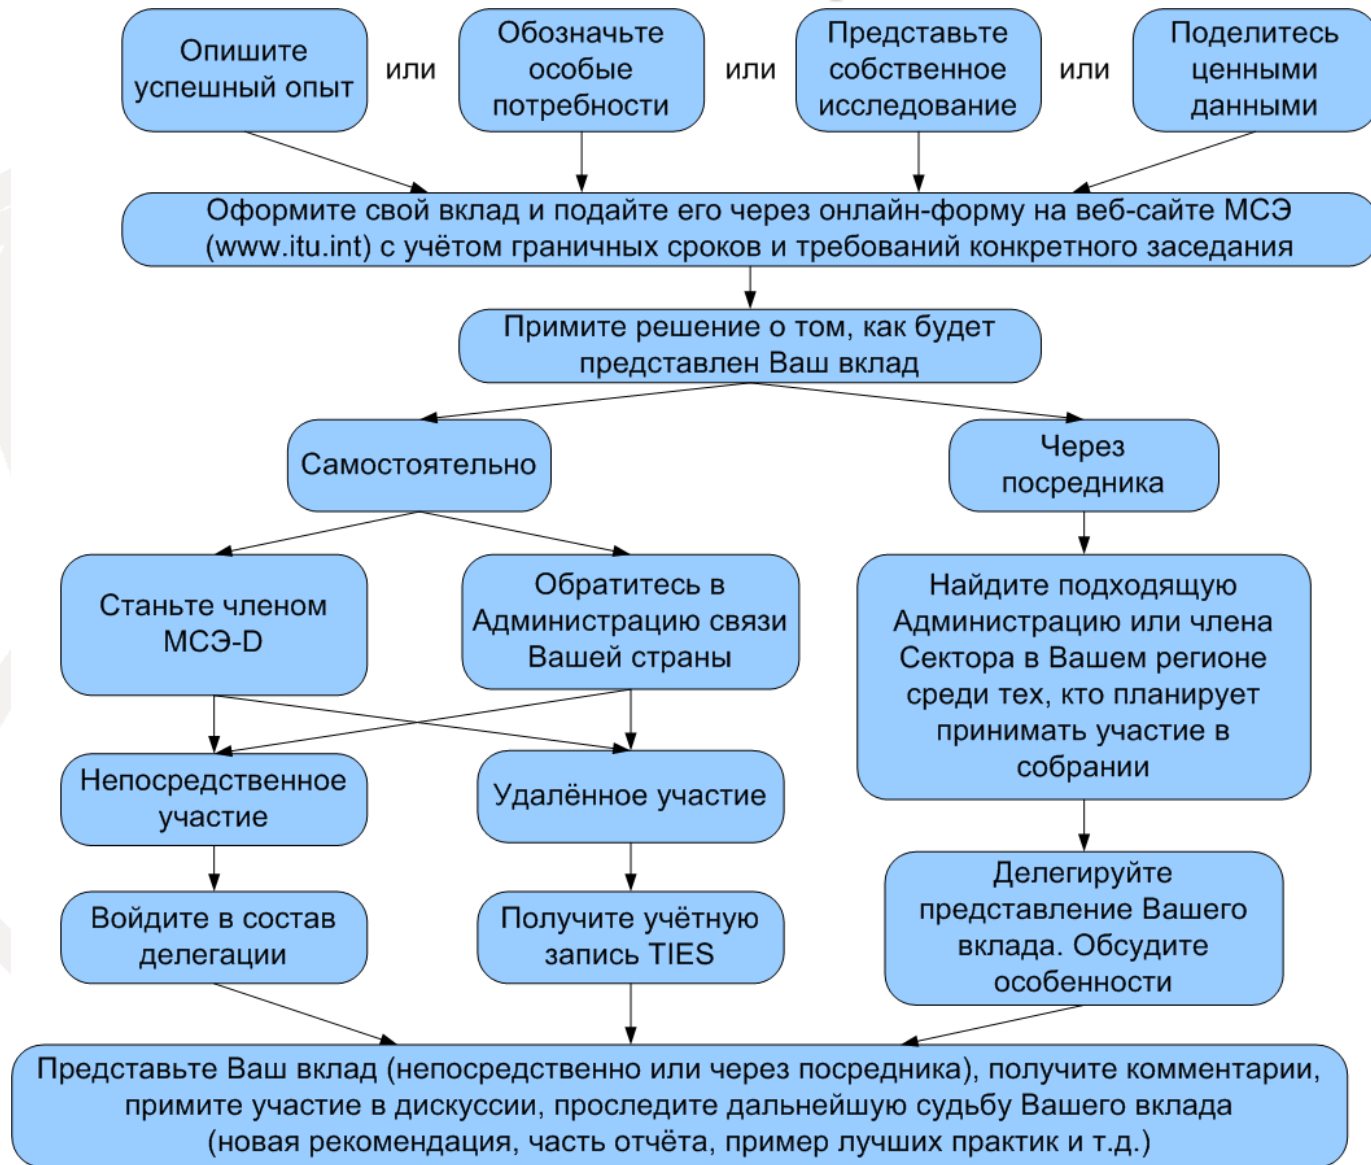 Опишите
успешный опыт
или
Обозначьте
особые
потребности
или
Представьте
собственное
исследование
или
Поделитесь
ценными
данными
Оформите свой вклад и подайте его через онлайн-форму на веб-сайте МСЭ
(www.itu.int) с учётом граничных сроков и требований конкретного заседания
Примите решение о том, как будет
представлен Ваш вклад
Самостоятельно
Через
посредника
Станьте членом
МСЭ-D
Обратитесь в
Администрацию связи
Вашей страны
Найдите подходящую
Администрацию или члена
Сектора в Вашем регионе
среди тех, кто планирует
принимать участие в
собрании
Непосредственное
участие
Удалённое участие
Войдите в состав
делегации
Получите учётную
запись TIES
Делегируйте
представление Вашего
вклада. Обсудите
особенности
Представьте Ваш вклад (непосредственно или через посредника), получите комментарии,
примите участие в дискуссии, проследите дальнейшую судьбу Вашего вклада
(новая рекомендация, часть отчёта, пример лучших практик и т.д.)